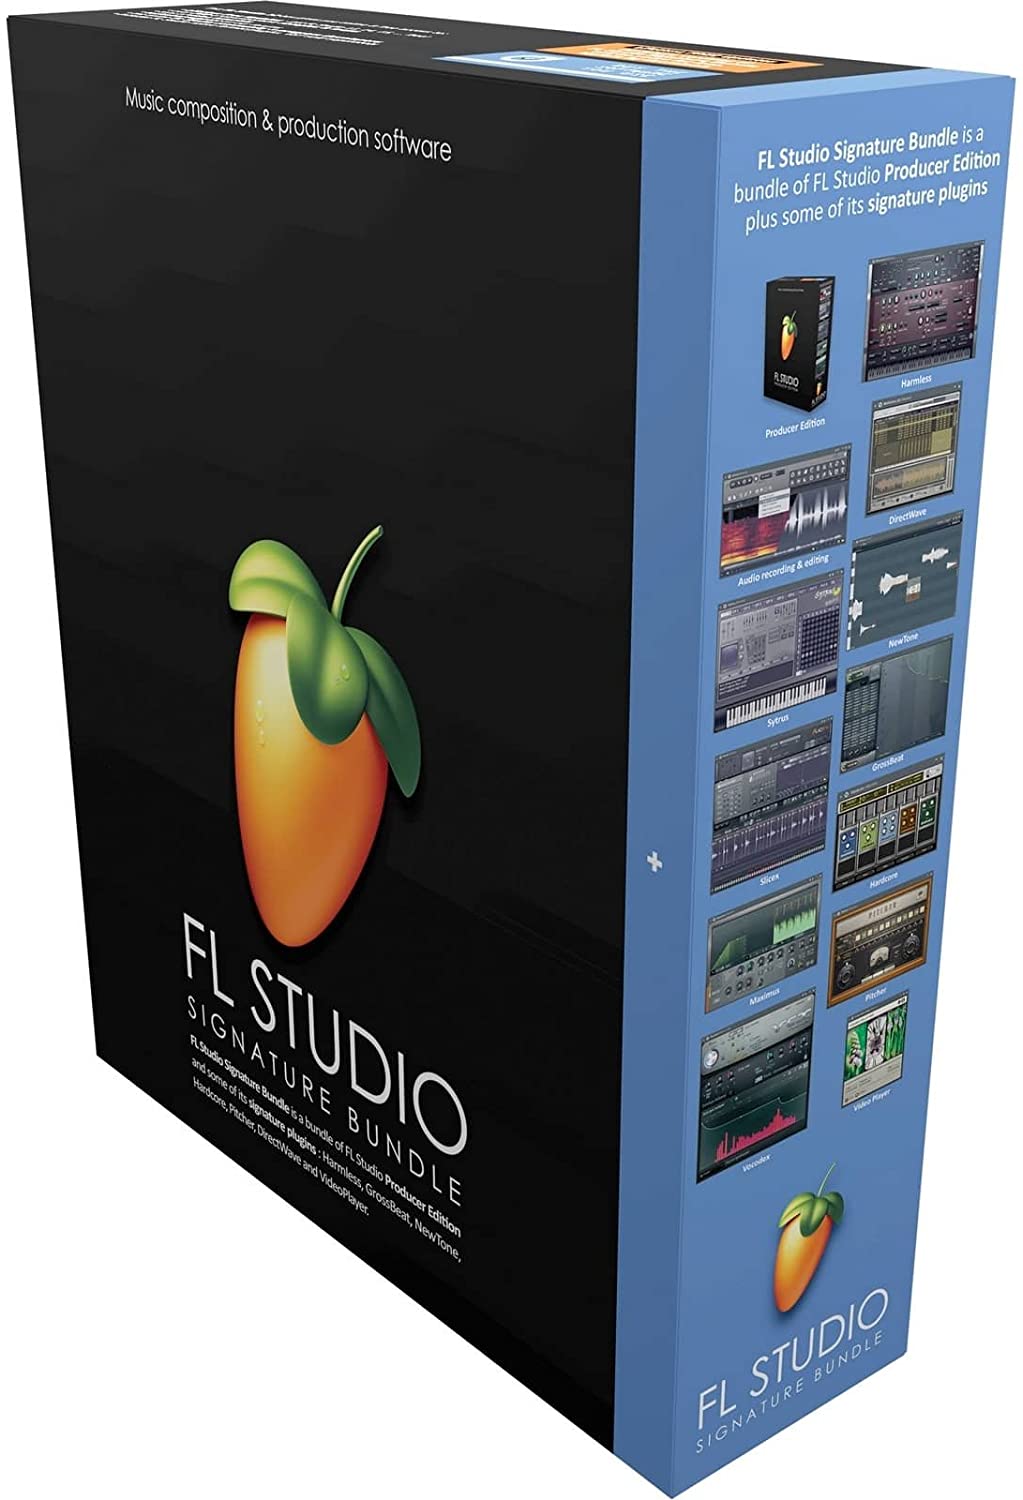 Music composition & production software
FL STUDIO
SIGNATURE BUNDLE
FL Studio Signature Bundle is a bundle of FL Studio Producer Edition
and some of its signature plugins : Harmless, GrossBeat, NewTone,
Hardcore, Pitcher, DirectWave and VideoPlayer.
FL Studio Signature Bundle is a
bundle of FL Studio Producer Edition
plus some of its signature plugins
FL STUDIO
Producer Edition
Harmless
DirectWave
Audio recording & editing
NewTone
Sytrus
GrossBeat
Slicex
Hardcore
Maximus
PITCHER
Pitcher
Vocodex
Video Player
+
FL STUDIO
SIGNATURE BUNDLE